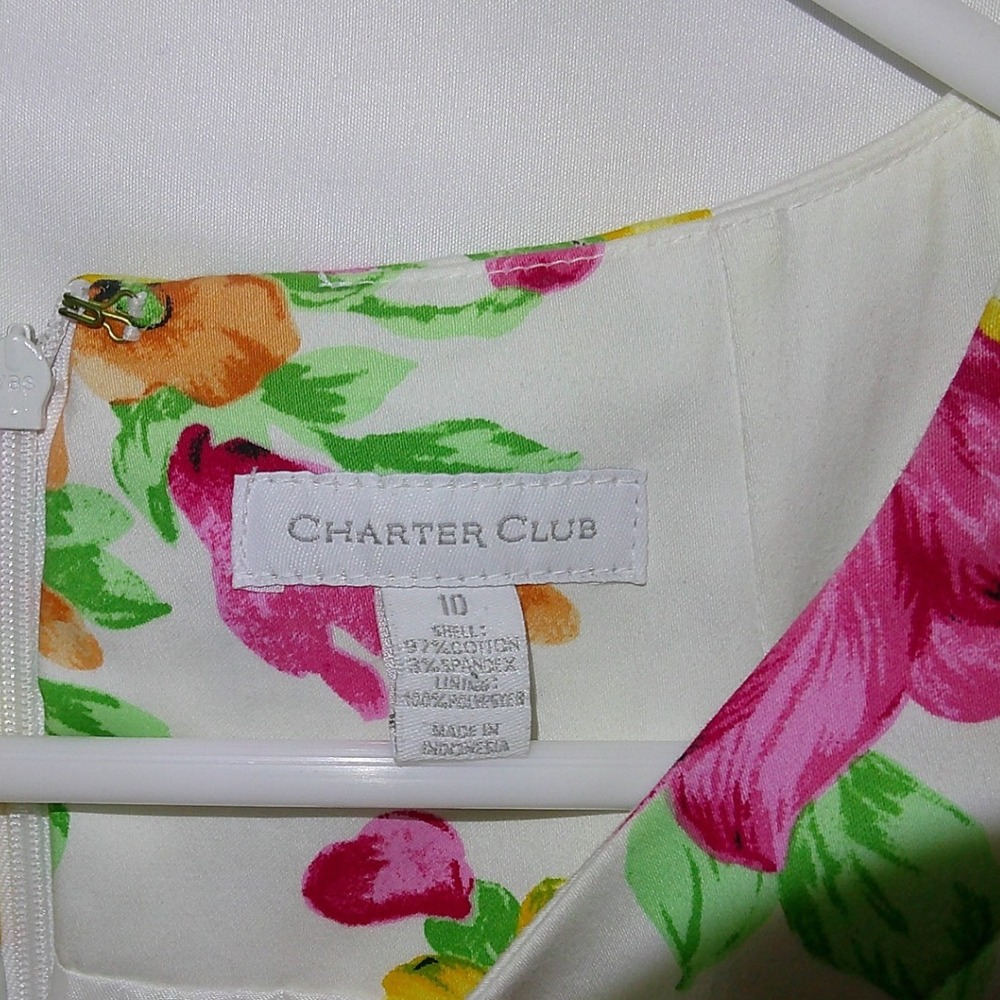 CHARTER CLUB
10
SHELL:
97%COTTON
3%SPANDEX
LINING:
100%POLYESTER
MADE IN
INDONESIA